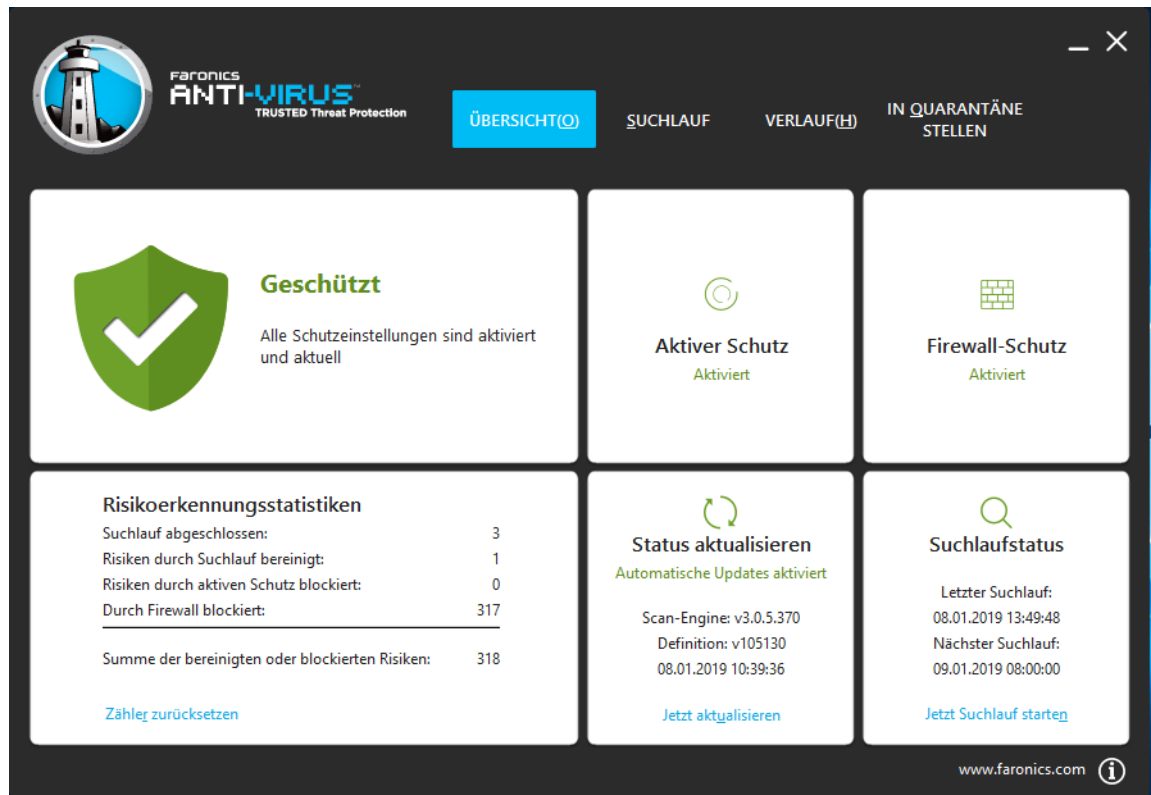 Faronics
ANTI-VIRUS™
TRUSTED Threat Protection
ÜBERSICHT(O)
SUCHLAUF
VERLAUF(H)
IN QUARANTÄNE
STELLEN
Geschützt
Alle Schutzeinstellungen sind aktiviert
und aktuell
Aktiver Schutz
Aktiviert
Firewall-Schutz
Aktiviert
Risikoerkennungsstatistiken
Suchlauf abgeschlossen: 3
Risiken durch Suchlauf bereinigt: 1
Risiken durch aktiven Schutz blockiert: 0
Durch Firewall blockiert: 317
Summe der bereinigten oder blockierten Risiken: 318
Zähler zurücksetzen
Status aktualisieren
Automatische Updates aktiviert
Scan-Engine: v3.0.5.370
Definition: v105130
08.01.2019 10:39:36
Jetzt aktualisieren
Suchlaufstatus
Letzter Suchlauf:
08.01.2019 13:49:48
Nächster Suchlauf:
09.01.2019 08:00:00
Jetzt Suchlauf starten
www.faronics.com